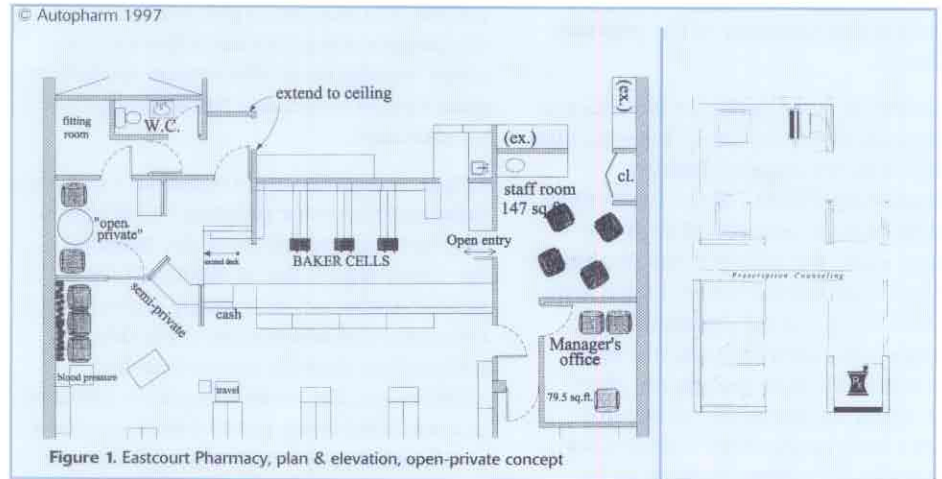 © Autopharm 1997
extend to ceiling
(ex.)
fitting
room
W.C.
(ex.)
cl.
staff room
147 sq.ft.
"open
private"
Open entry
BAKER CELLS
semi-private
cash
Manager's
office
blood pressure
travel
79.5 sq.ft.
Prescription Counseling
Rx
Figure 1. Eastcourt Pharmacy, plan & elevation, open-private concept